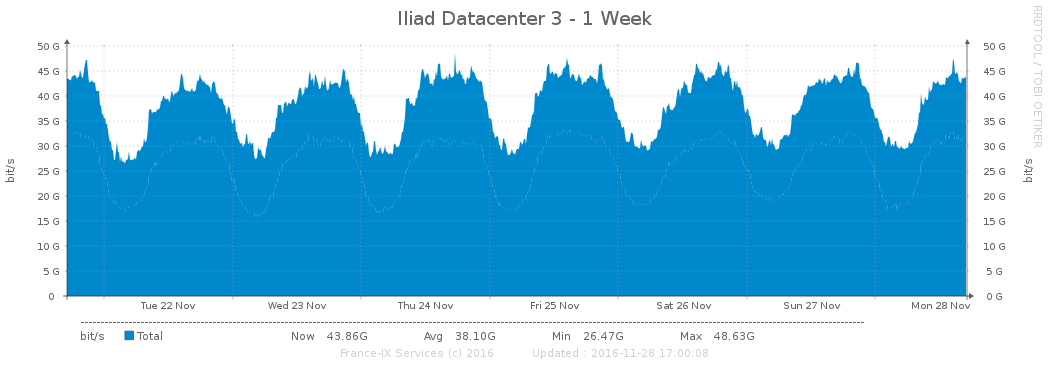 Iliad Datacenter 3 - 1 Week
RRDTOOL / TOBI OETIKER
50 G 50 G
45 G 45 G
40 G 40 G
35 G 35 G
30 G 30 G
25 G 25 G
20 G 20 G
15 G 15 G
10 G 10 G
5 G 5 G
0 0 G
bit/s bit/s
Tue 22 Nov Wed 23 Nov Thu 24 Nov Fri 25 Nov Sat 26 Nov Sun 27 Nov Mon 28 Nov
bit/s Total Now 43.86G Avg 38.10G Min 26.47G Max 48.63G
France-IX Services (c) 2016 Updated : 2016-11-28 17:00:08